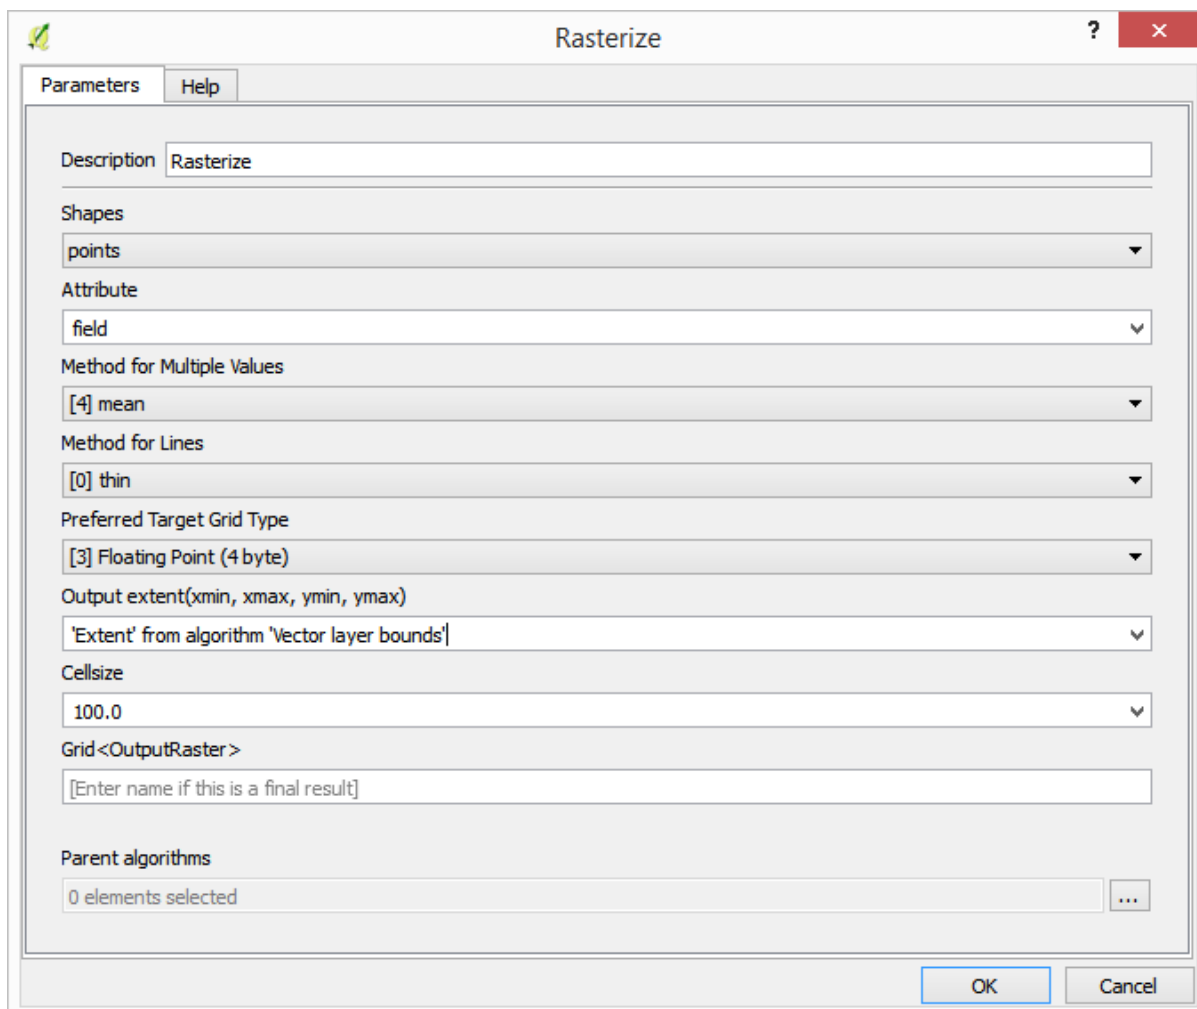 Rasterize
?
Parameters Help
Description Rasterize
Shapes
points
Attribute
field
Method for Multiple Values
[4] mean
Method for Lines
[0] thin
Preferred Target Grid Type
[3] Floating Point (4 byte)
Output extent(xmin, xmax, ymin, ymax)
'Extent' from algorithm 'Vector layer bounds'
Cellsize
100.0
Grid<OutputRaster>
[Enter name if this is a final result]
Parent algorithms
0 elements selected ...
OK Cancel